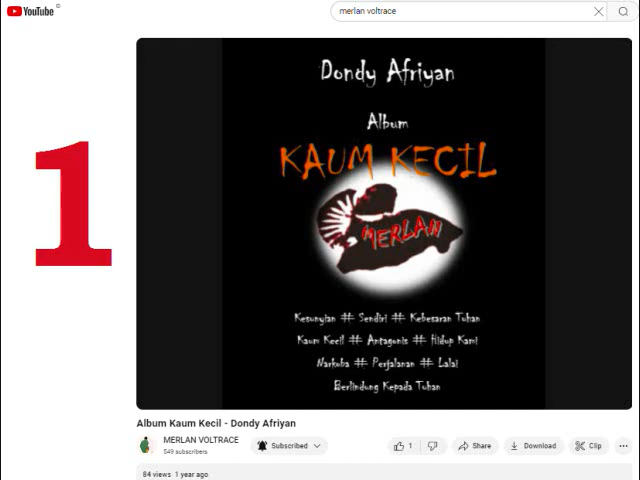 YouTube
merlan voltrace
1
Dondy Afriyan
Album
KAUM KECIL
MERLAN
Kesunyian # Sendiri # Kebesaran Tuhan
Kaum Kecil # Antagonis # Hidup Kami
Narkoba # Perjalanan # Lalai
Berlindung Kepada Tuhan
Album Kaum Kecil - Dondy Afriyan
MERLAN VOLTRACE
549 subscribers
Subscribed
1
Share
Download
Clip
84 views 1 year ago